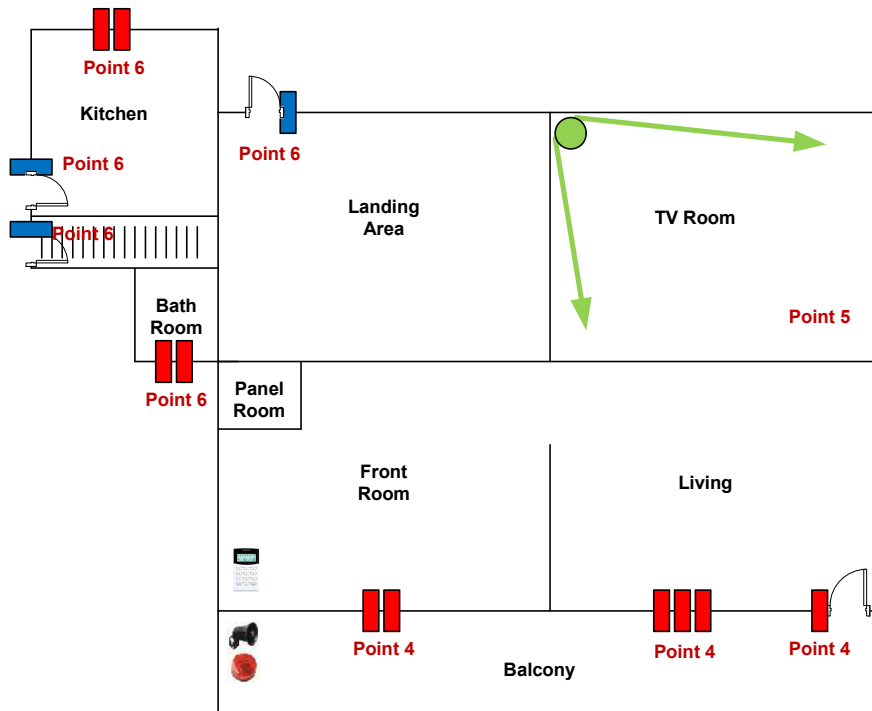 Point 6
Kitchen
Point 6
Point 6
Point 6
Landing
Area
TV Room
Bath
Room
Point 5
Point 6
Panel
Room
Front
Room
Living
Point 4
Point 4
Point 4
Balcony